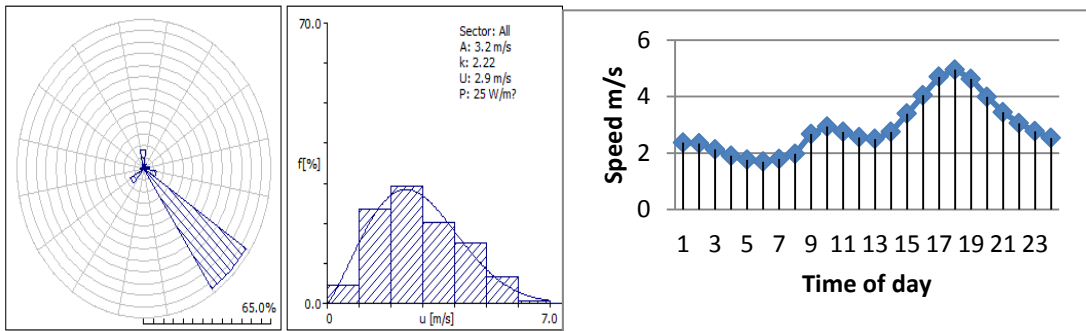 65.0%
70.0
Sector: All
A: 3.2 m/s
k: 2.22
U: 2.9 m/s
P: 25 W/m?
f[%]
0.0
0 u [m/s] 7.0
Speed m/s
6
4
2
0
1 3 5 7 9 11 13 15 17 19 21 23
Time of day